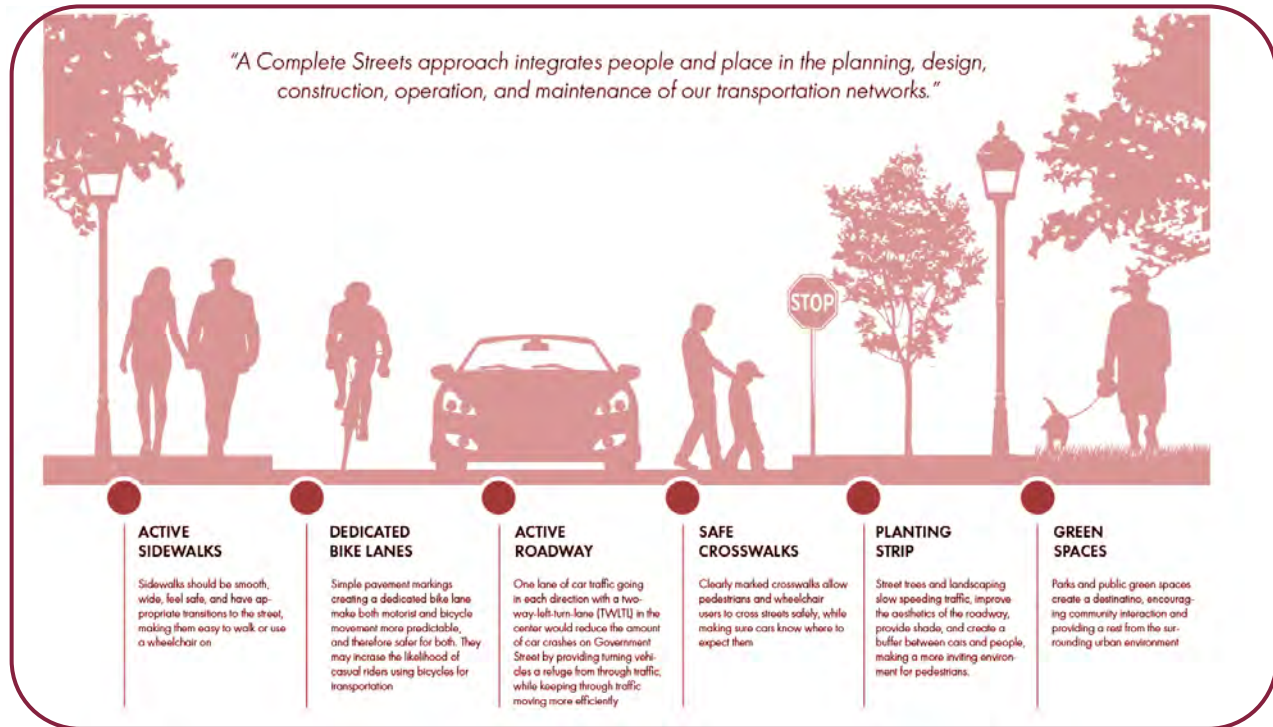 “A Complete Streets approach integrates people and place in the planning, design,
construction, operation, and maintenance of our transportation networks.”
STOP
ACTIVE
SIDEWALKS
Sidewalks should be smooth,
wide, feel safe, and have ap-
propriate transitions to the street,
making them easy to walk or use
a wheelchair on
DEDICATED
BIKE LANES
Simple pavement markings
creating a dedicated bike lane
make both motorist and bicycle
movement more predictable,
and therefore safer for both. They
may increase the likelihood of
casual riders using bicycles for
transportation
ACTIVE
ROADWAY
One lane of car traffic going
in each direction with a two-
way-left-turn-lane (TWLTL) in the
center would reduce the amount
of car crashes on Government
Street by providing turning vehi-
cles a refuge from through traffic,
while keeping through traffic
moving more efficiently
SAFE
CROSSWALKS
Clearly marked crosswalks allow
pedestrians and wheelchair
users to cross streets safely, while
making sure cars know where to
expect them
PLANTING
STRIP
Street trees and landscaping
slow speeding traffic, improve
the aesthetics of the roadway,
provide shade, and create a
buffer between cars and people,
making a more inviting environ-
ment for pedestrians.
GREEN
SPACES
Parks and public green spaces
create a destinatino, encourag-
ing community interaction and
providing a rest from the sur-
rounding urban environment